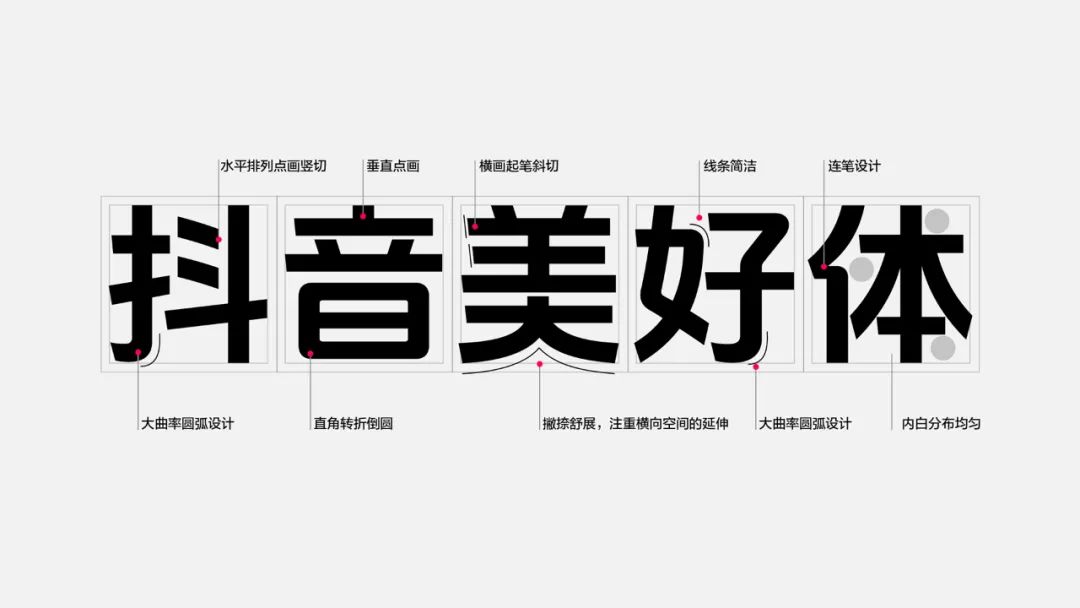 水平排列点画竖切 垂直点画 横画起笔斜切 线条简洁 连笔设计
抖音美好体
大曲率圆弧设计 直角转折倒圆 撇捺舒展，注重横向空间的延伸 大曲率圆弧设计 内白分布均匀